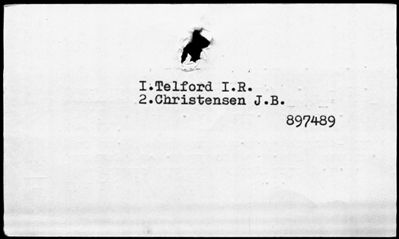 I.Telford I.R.
2.Christensen J.B.
897489